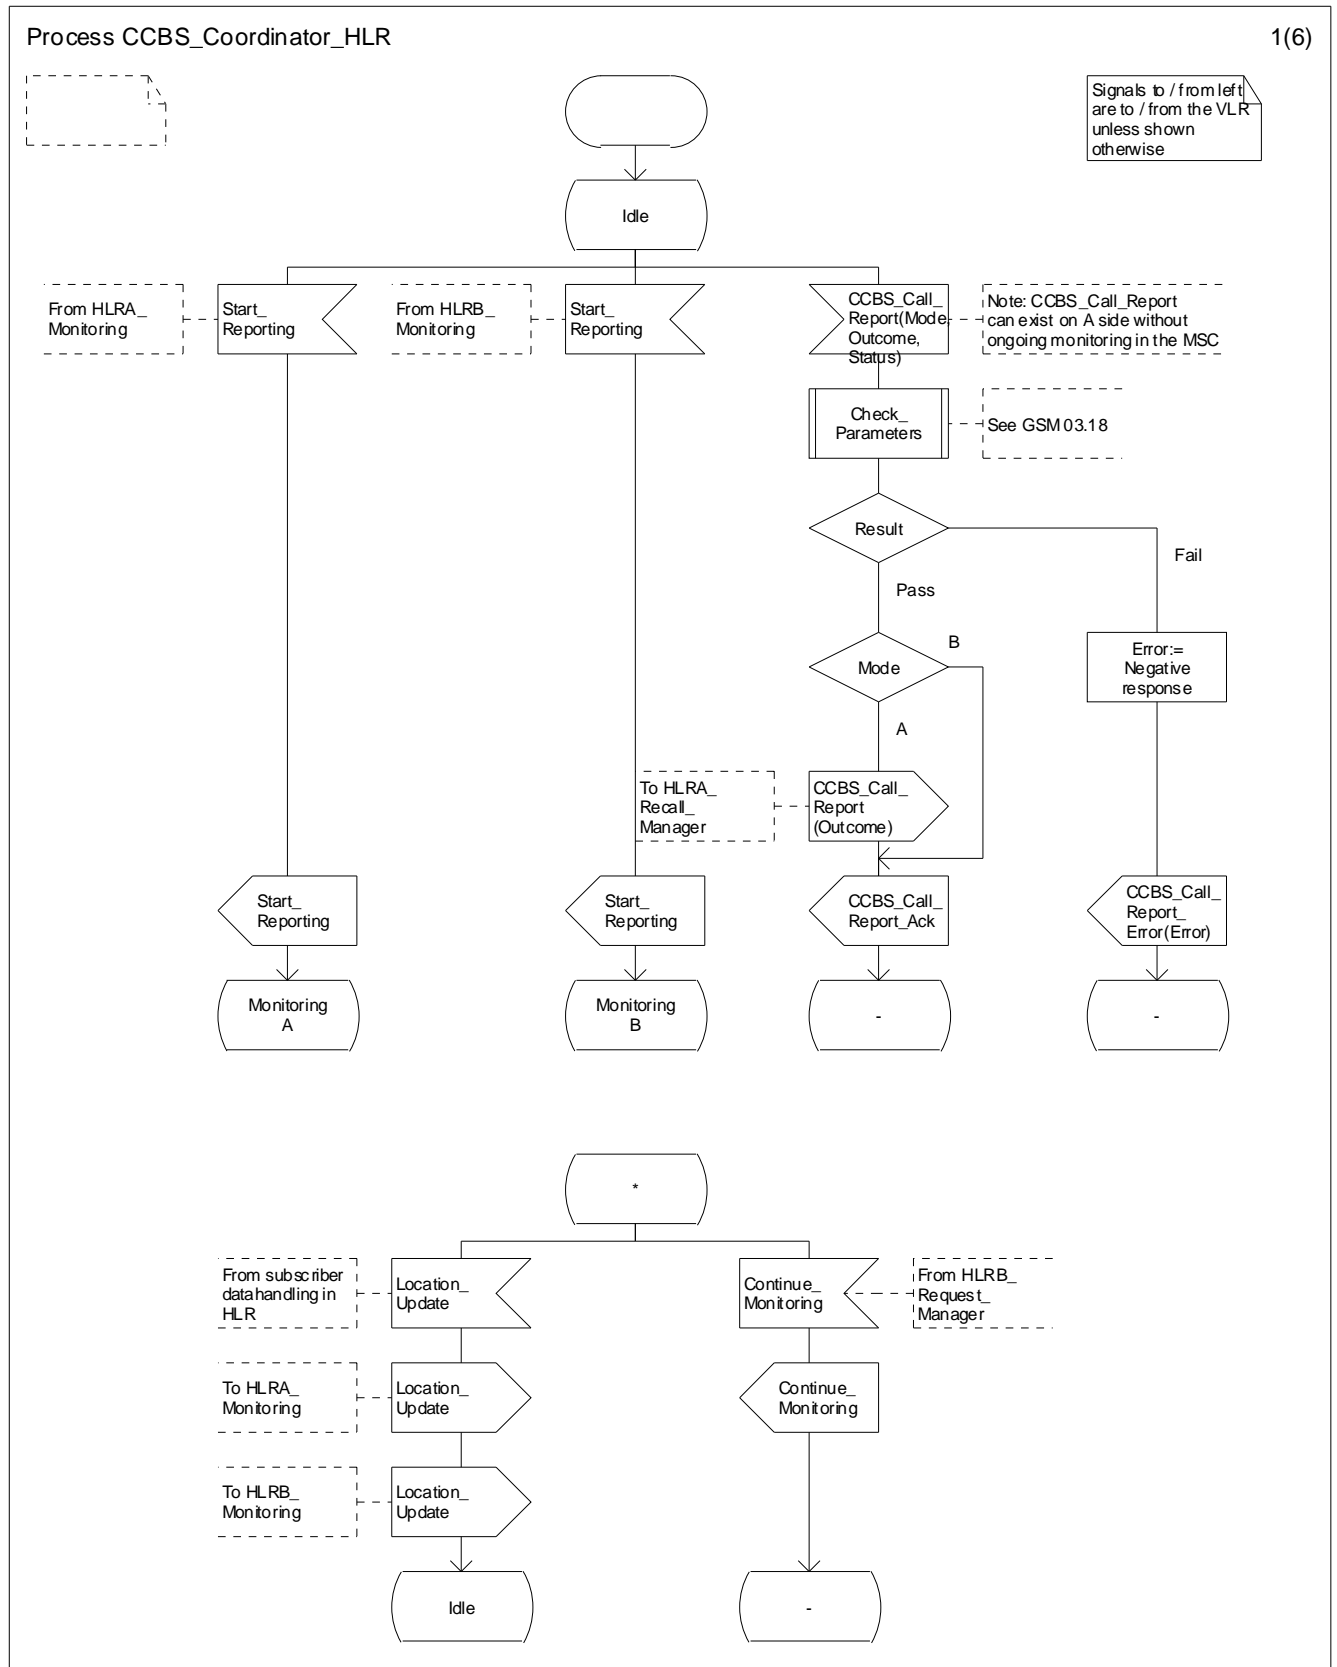 Process CCBS_Coordinator_HLR
1(6)
Signals to / from left
are to / from the VLR
unless shown
otherwise
Idle
From HLRA_
Monitoring
Start_
Reporting
From HLRB_
Monitoring
Start_
Reporting
CCBS_Call_
Report(Mode,
Outcome,
Status)
Note: CCBS_Call_Report
can exist on A side without
ongoing monitoring in the MSC
Check_
Parameters
See GSM 03.18
Result
Fail
Pass
B
Mode
Error:=
Negative
response
A
To HLRA_
Recall_
Manager
CCBS_Call_
Report
(Outcome)
Start_
Reporting
Start_
Reporting
CCBS_Call_
Report_Ack
CCBS_Call_
Report_
Error(Error)
Monitoring
A
Monitoring
B
-
-
*
From subscriber
datahandling in
HLR
Location_
Update
Continue_
Monitoring
From HLRB_
Request_
Manager
To HLRA_
Monitoring
Location_
Update
Continue_
Monitoring
To HLRB_
Monitoring
Location_
Update
Idle
-